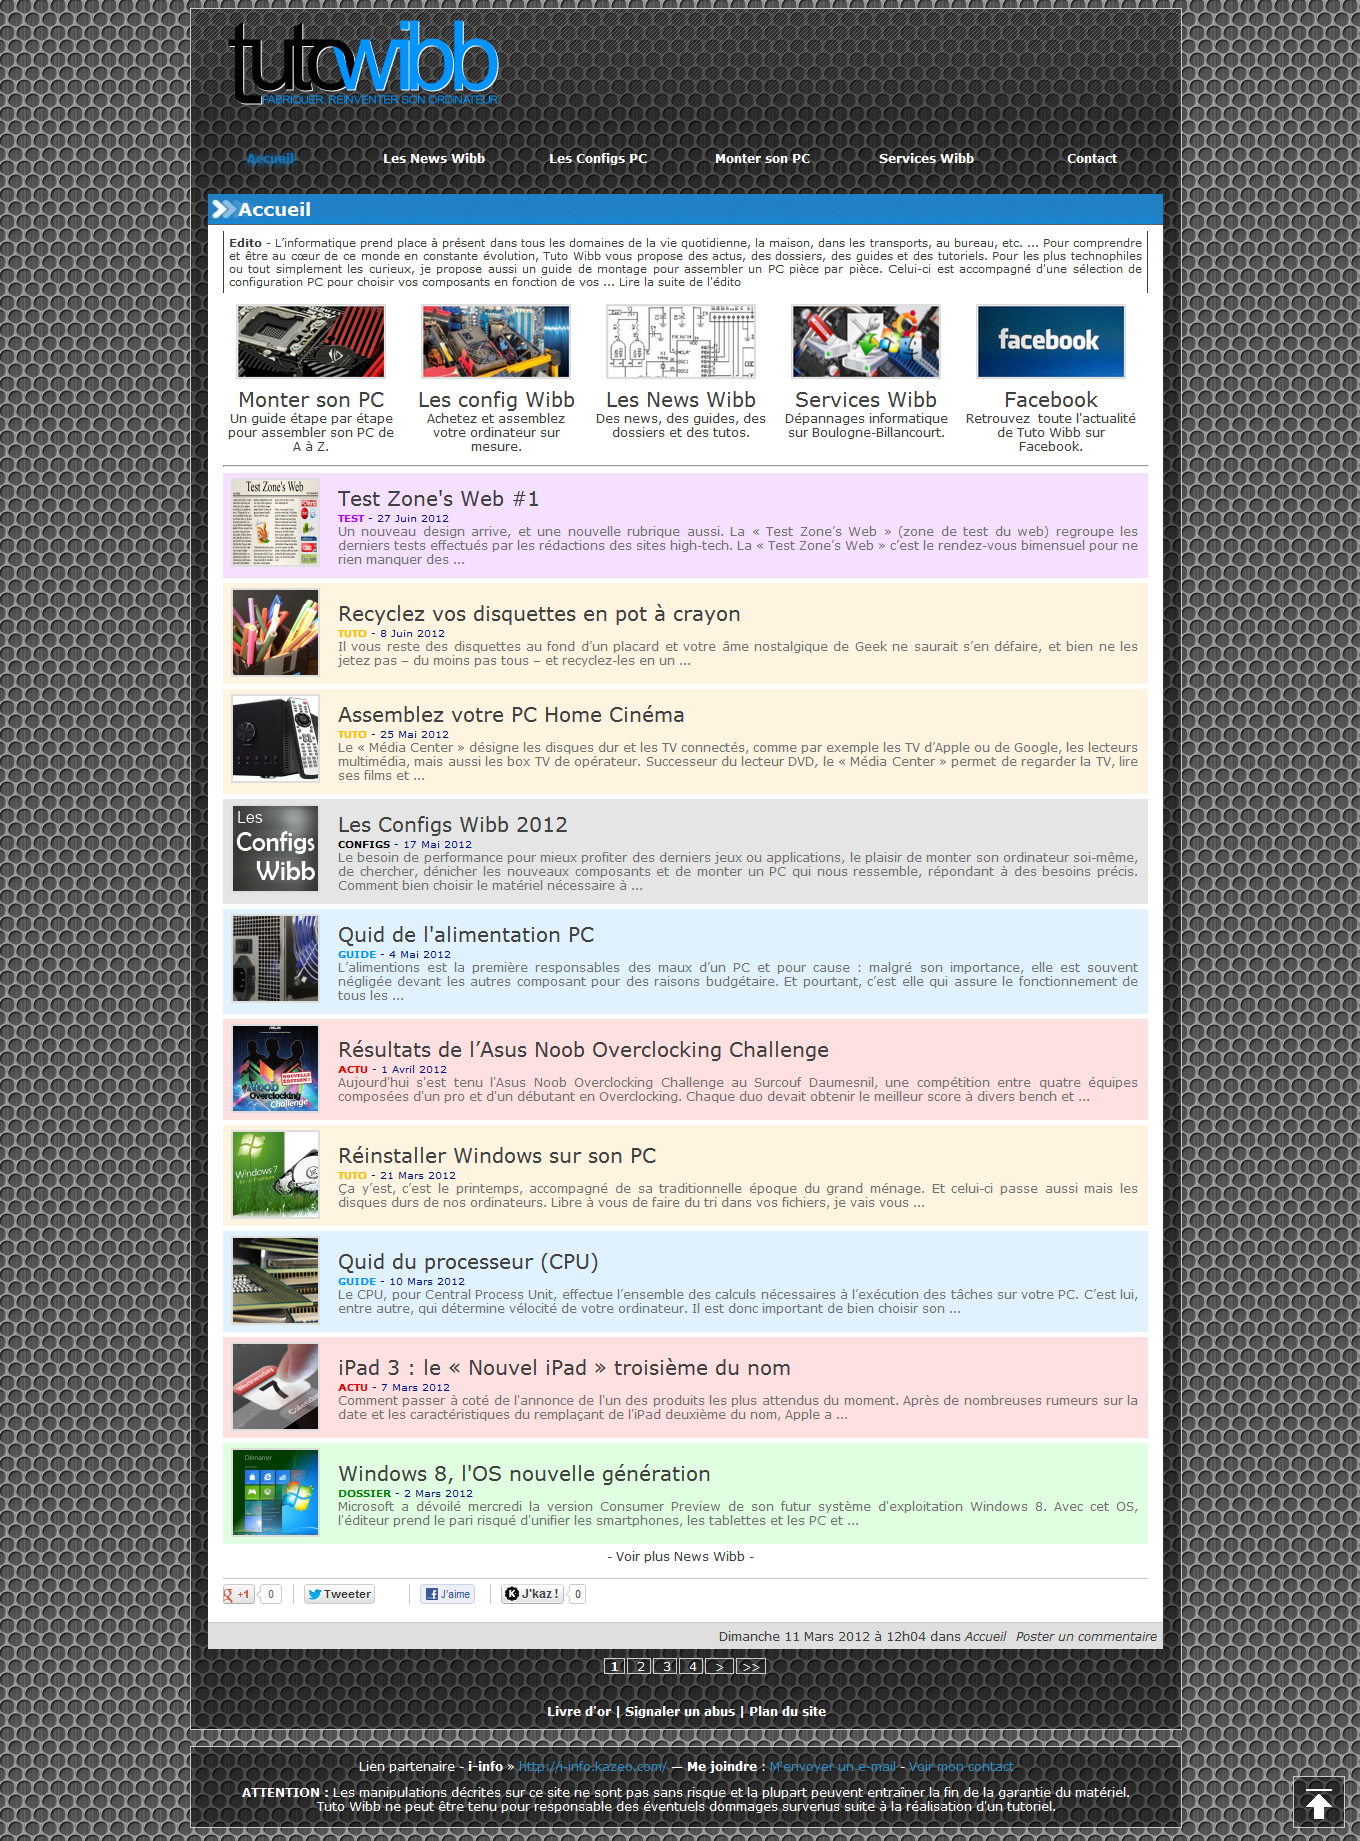 tutowibb
FABRIQUER, RÉINVENTER SON ORDINATEUR
Accueil Les News Wibb Les Configs PC Monter son PC Services Wibb Contact
Accueil
Edito - L'informatique prend place à présent dans tous les domaines de la vie quotidienne, la maison, dans les transports, au bureau, etc. ... Pour comprendre
et être au cœur de ce monde en constante évolution, Tuto Wibb vous propose des actus, des dossiers, des guides et des tutoriels. Pour les plus technophiles
ou tout simplement les curieux, je propose aussi un guide de montage pour assembler un PC pièce par pièce. Celui-ci est accompagné d'une sélection de
configuration PC pour choisir vos composants en fonction de vos ... Lire la suite de l'édito
facebook
Monter son PC
Un guide étape par étape
pour assembler son PC de
A à Z.
Les config Wibb
Achetez et assemblez
votre ordinateur sur
mesure.
Les News Wibb
Des news, des guides, des
dossiers et des tutos.
Services Wibb
Dépannages informatique
sur Boulogne-Billancourt.
Facebook
Retrouvez toute l'actualité
de Tuto Wibb sur
Facebook.
Test Zone's Web
Test Zone's Web #1
TEST - 27 Juin 2012
Un nouveau design arrive, et une nouvelle rubrique aussi. La « Test Zone's Web » (zone de test du web) regroupe les
derniers tests effectués par les rédactions des sites high-tech. La « Test Zone's Web » c'est le rendez-vous bimensuel pour ne
rien manquer des ...
Recyclez vos disquettes en pot à crayon
TUTO - 8 Juin 2012
Il vous reste des disquettes au fond d'un placard et votre âme nostalgique de Geek ne saurait s'en défaire, et bien ne les
jetez pas – du moins pas tous – et recyclez-les en un ...
Assemblez votre PC Home Cinéma
TUTO - 25 Mai 2012
Le « Média Center » désigne les disques dur et les TV connectés, comme par exemple les TV d'Apple ou de Google, les lecteurs
multimédia, mais aussi les box TV de opérateur. Successeur du lecteur DVD, le « Média Center » permet de regarder la TV, lire
ses films et ...
Les
Configs
Wibb
Les Configs Wibb 2012
CONFIGS - 17 Mai 2012
Le besoin de performance pour mieux profiter des derniers jeux ou applications, le plaisir de monter son ordinateur soi-même,
de chercher, dénicher les nouveaux composants et de monter un PC qui nous ressemble, répondant à des besoins précis.
Comment bien choisir le matériel nécessaire à ...
Quid de l'alimentation PC
GUIDE - 4 Mai 2012
L'alimentions est la première responsables des maux d'un PC et pour cause : malgré son importance, elle est souvent
négligée devant les autres composant pour des raisons budgétaire. Et pourtant, c'est elle qui assure le fonctionnement de
tous les ...
NOUVELLE
EDITION !
Noob
Overclocking
Challenge
Résultats de l'Asus Noob Overclocking Challenge
ACTU - 1 Avril 2012
Aujourd'hui s'est tenu l'Asus Noob Overclocking Challenge au Surcouf Daumesnil, une compétition entre quatre équipes
composées d'un pro et d'un débutant en Overclocking. Chaque duo devait obtenir le meilleur score à divers bench et ...
Windows 7
Réinstaller Windows sur son PC
TUTO - 21 Mars 2012
Ça y'est, c'est le printemps, accompagné de sa traditionnelle époque du grand ménage. Et celui-ci passe aussi mais les
disques durs de nos ordinateurs. Libre à vous de faire du tri dans vos fichiers, je vais vous ...
Quid du processeur (CPU)
GUIDE - 10 Mars 2012
Le CPU, pour Central Process Unit, effectue l'ensemble des calculs nécessaires à l'exécution des tâches sur votre PC. C'est lui,
entre autre, qui détermine vélocité de votre ordinateur. Il est donc important de bien choisir son ...
Wednesday
7
Calendar
iPad 3 : le « Nouvel iPad » troisième du nom
ACTU - 7 Mars 2012
Comment passer à coté de l'annonce de l'un des produits les plus attendus du moment. Après de nombreuses rumeurs sur la
date et les caractéristiques du remplaçant de l'iPad deuxième du nom, Apple a ...
Démarrer
Windows 8, l'OS nouvelle génération
DOSSIER - 2 Mars 2012
Microsoft a dévoilé mercredi la version Consumer Preview de son futur système d'exploitation Windows 8. Avec cet OS,
l'éditeur prend le pari risqué d'unifier les smartphones, les tablettes et les PC et ...
- Voir plus News Wibb -
+1 0 Tweeter J'aime J'kaz ! 0
Dimanche 11 Mars 2012 à 12h04 dans Accueil Poster un commentaire
1 2 3 4 > >>
Livre d'or | Signaler un abus | Plan du site
Lien partenaire - i-info » http://i-info.kazeo.com/ — Me joindre : M'envoyer un e-mail - Voir mon contact
ATTENTION : Les manipulations décrites sur ce site ne sont pas sans risque et la plupart peuvent entraîner la fin de la garantie du matériel.
Tuto Wibb ne peut être tenu pour responsable des éventuels dommages survenus suite à la réalisation d'un tutoriel.